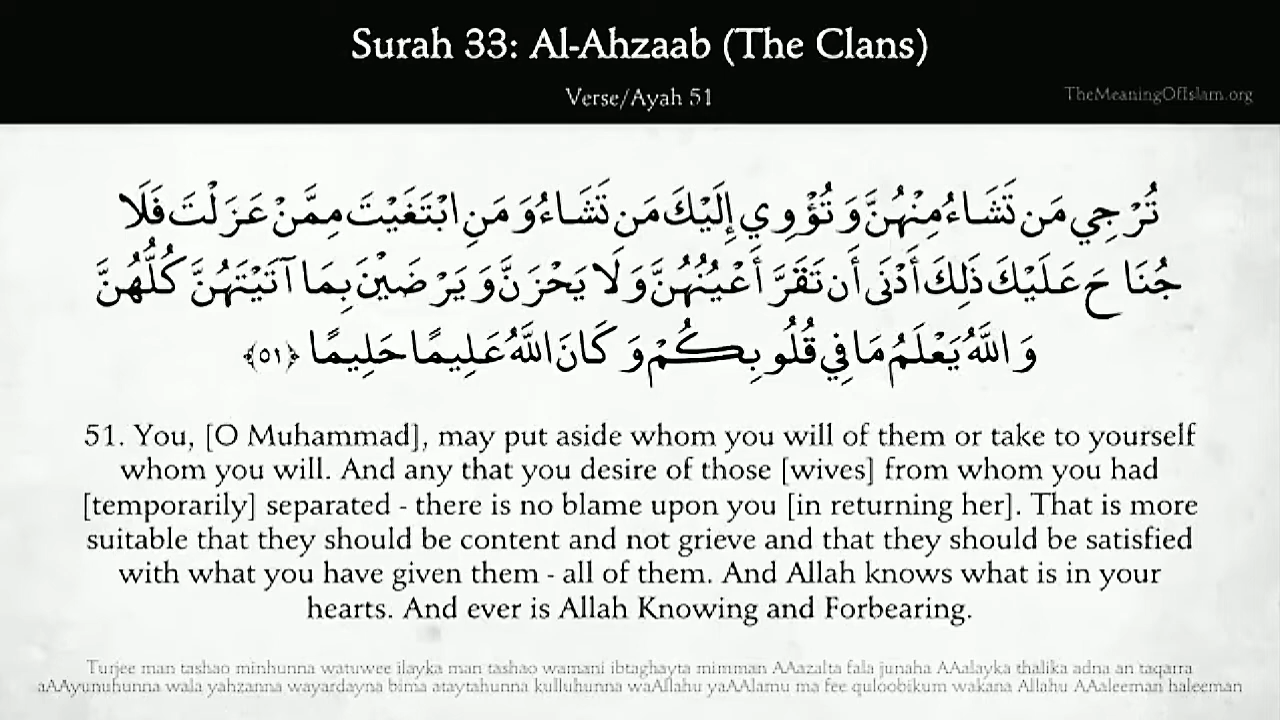 Surah 33: Al-Ahzaab (The Clans)
Verse/Ayah 51
TheMeaningOfIslam.org
تُرْجِي مَن تَشَاءُ مِنْهُنَّ وَتُؤْوِي إِلَيْكَ مَن تَشَاءُ وَمَنِ ابْتَغَيْتَ مِمَّنْ عَزَلْتَ فَلَا
جُنَاحَ عَلَيْكَ ذَلِكَ أَدْنَى أَن تَقَرَّ أَعْيُنُهُنَّ وَلَا يَحْزَنَّ وَيَرْضَيْنَ بِمَا آتَيْتَهُنَّ كُلُّهُنَّ
وَاللَّهُ يَعْلَمُ مَا فِي قُلُوبِكُمْ وَكَانَ اللَّهُ عَلِيمًا حَلِيمًا ﴿٥١﴾
51. You, [O Muhammad], may put aside whom you will of them or take to yourself
whom you will. And any that you desire of those [wives] from whom you had
[temporarily] separated - there is no blame upon you [in returning her]. That is more
suitable that they should be content and not grieve and that they should be satisfied
with what you have given them - all of them. And Allah knows what is in your
hearts. And ever is Allah Knowing and Forbearing.
Turjee man tashao minhunna watuwee ilayka man tashao wamani ibtaghayta mimman AAazalta fala junaha AAalayka thalika adna an taqarra
aAAyunuhunna wala yahzanna wayardayna bima ataytahunna kulluhunna waAllahu yaAAlamu ma fee quloobikum wakana Allahu AAaleeman haleeman